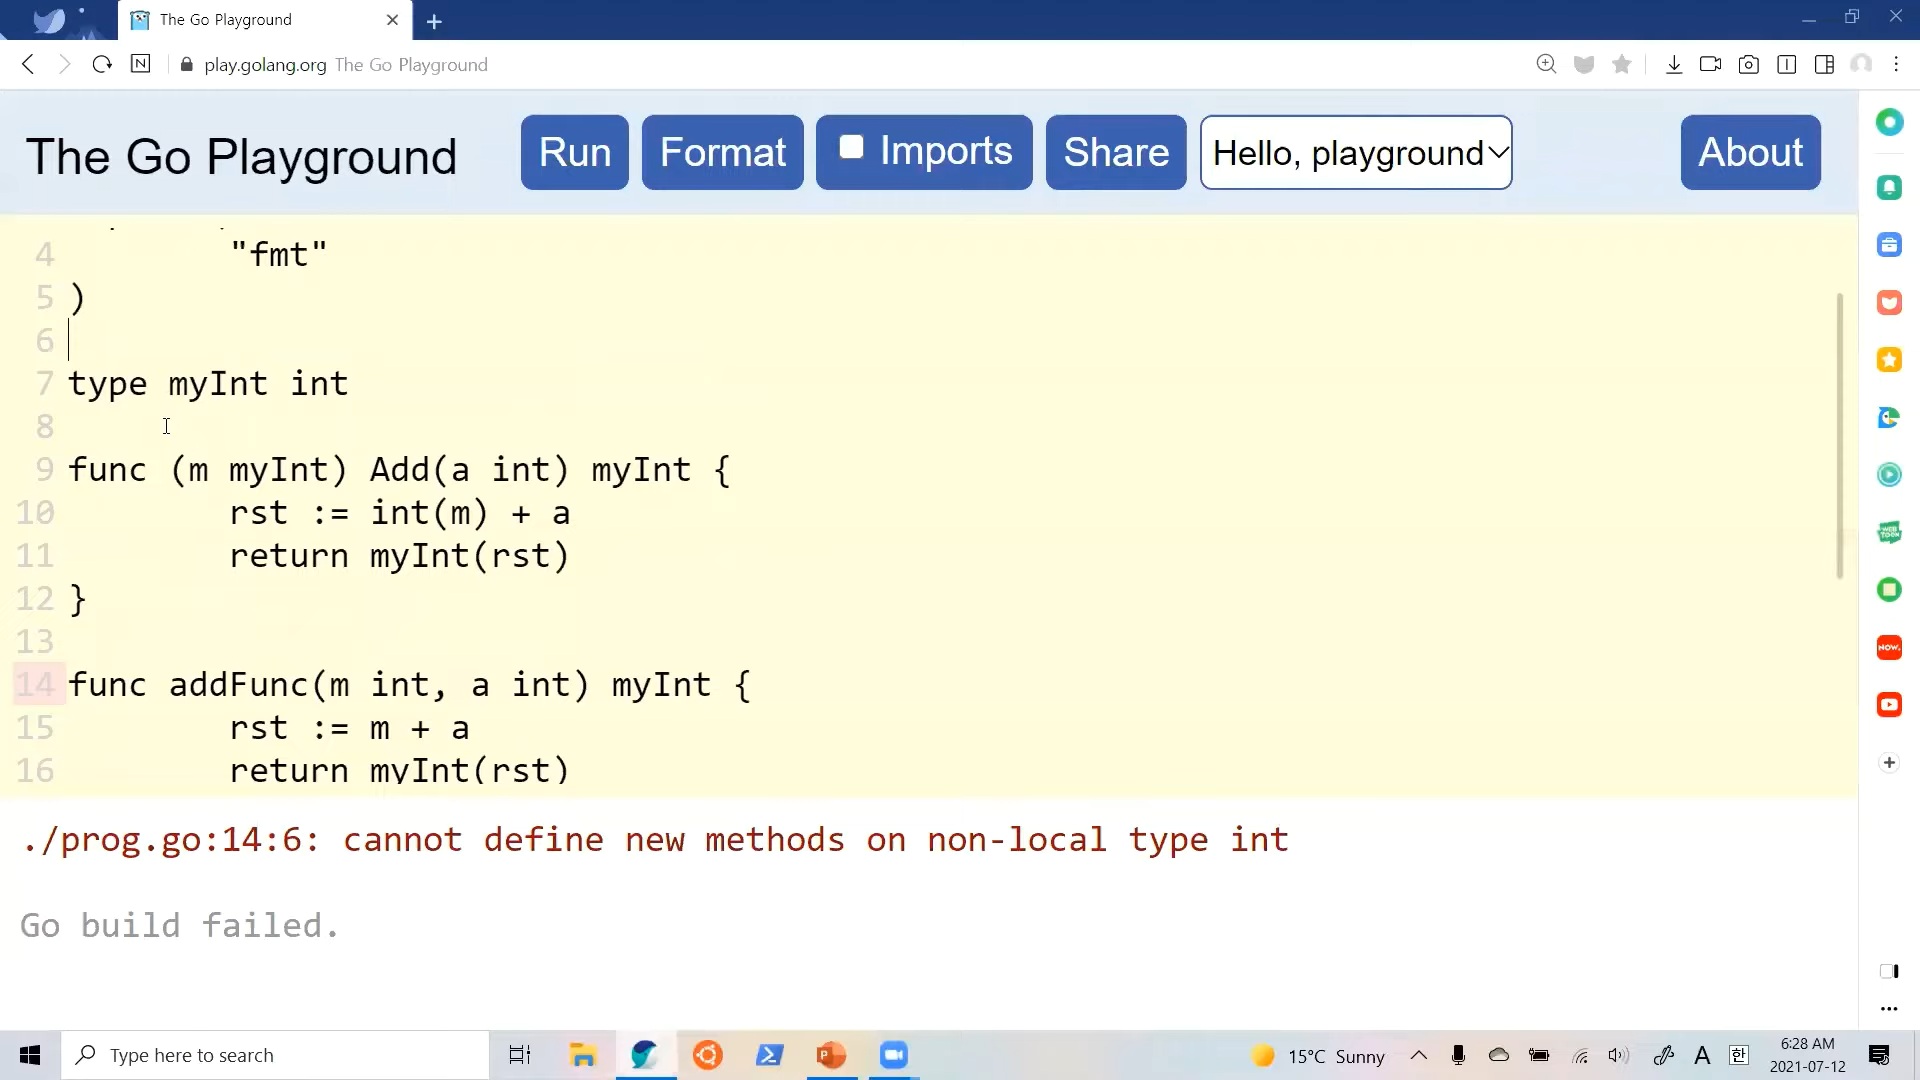 The Go Playground
play.golang.org The Go Playground
The Go Playground Run Format Imports Share Hello, playground About
4 "fmt"
5 )
6
7 type myInt int
8
9 func (m myInt) Add(a int) myInt {
10 rst := int(m) + a
11 return myInt(rst)
12 }
13
14 func addFunc(m int, a int) myInt {
15 rst := m + a
16 return myInt(rst)
./prog.go:14:6: cannot define new methods on non-local type int
Go build failed.
N
WEB TOON
NOW.
Type here to search
15°C Sunny
A
한
6:28 AM
2021-07-12